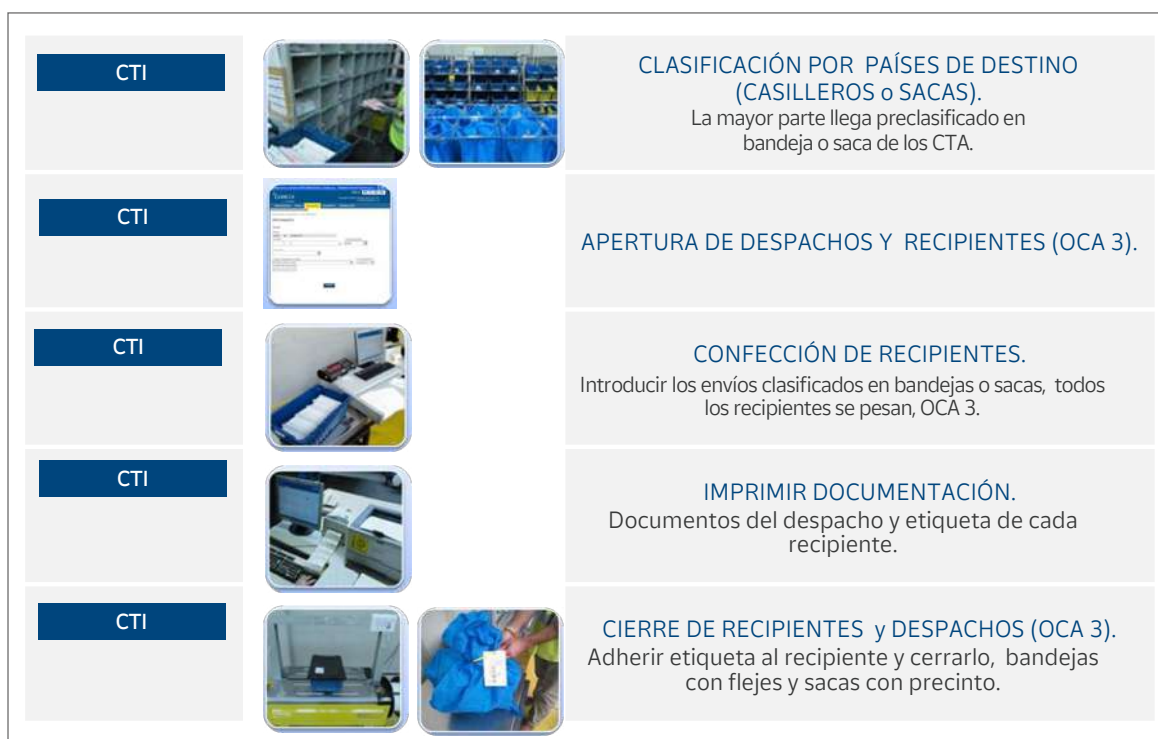 CTI
CLASIFICACIÓN POR PAÍSES DE DESTINO
(CASILLEROS o SACAS).
La mayor parte llega preclasificado en
bandeja o saca de los CTA.
CTI
APERTURA DE DESPACHOS Y RECIPIENTES (OCA 3).
CTI
CONFECCIÓN DE RECIPIENTES.
Introducir los envíos clasificados en bandejas o sacas, todos
los recipientes se pesan, OCA 3.
CTI
IMPRIMIR DOCUMENTACIÓN.
Documentos del despacho y etiqueta de cada
recipiente.
CTI
CIERRE DE RECIPIENTES y DESPACHOS (OCA 3).
Adherir etiqueta al recipiente y cerrarlo, bandejas
con flejes y sacas con precinto.